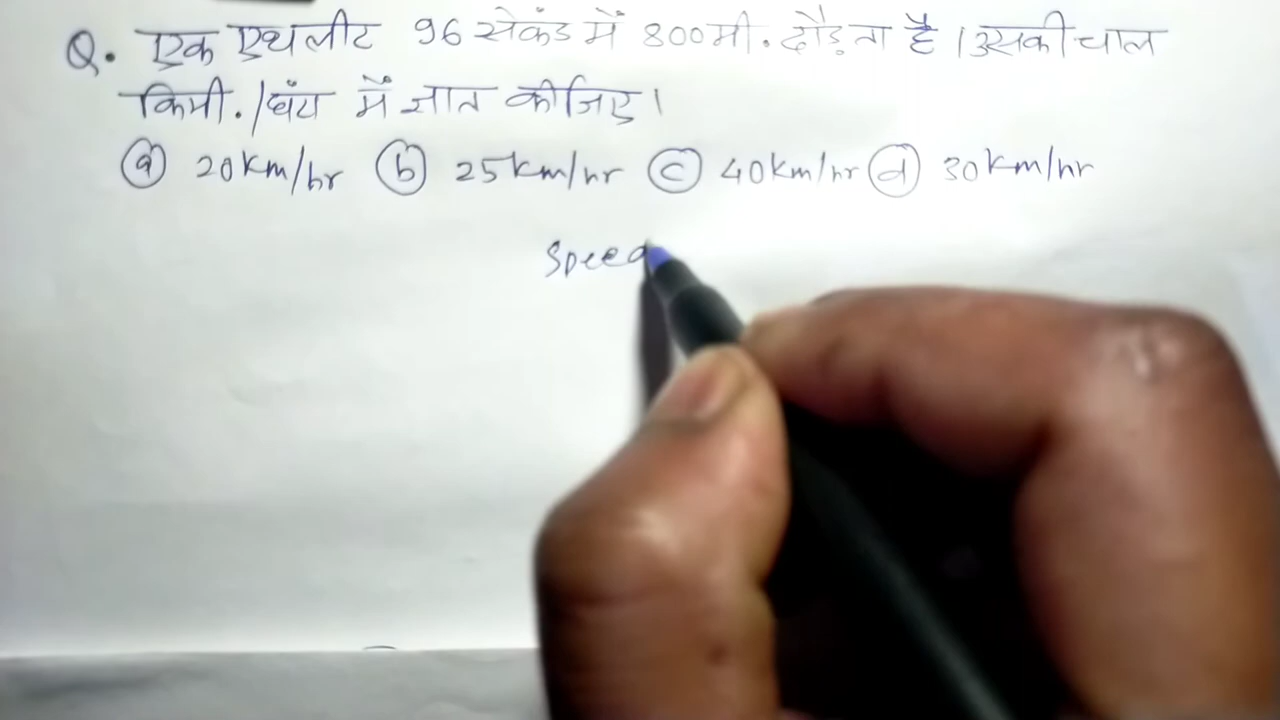 Q. एक एथलीट 96 सेकंड में 800मी. दौड़ता है । उसकी चाल
किमी./घंटा में ज्ञात कीजिए।
(a) 20km/hr (b) 25km/hr (c) 40km/hr (d) 30km/hr
Speed